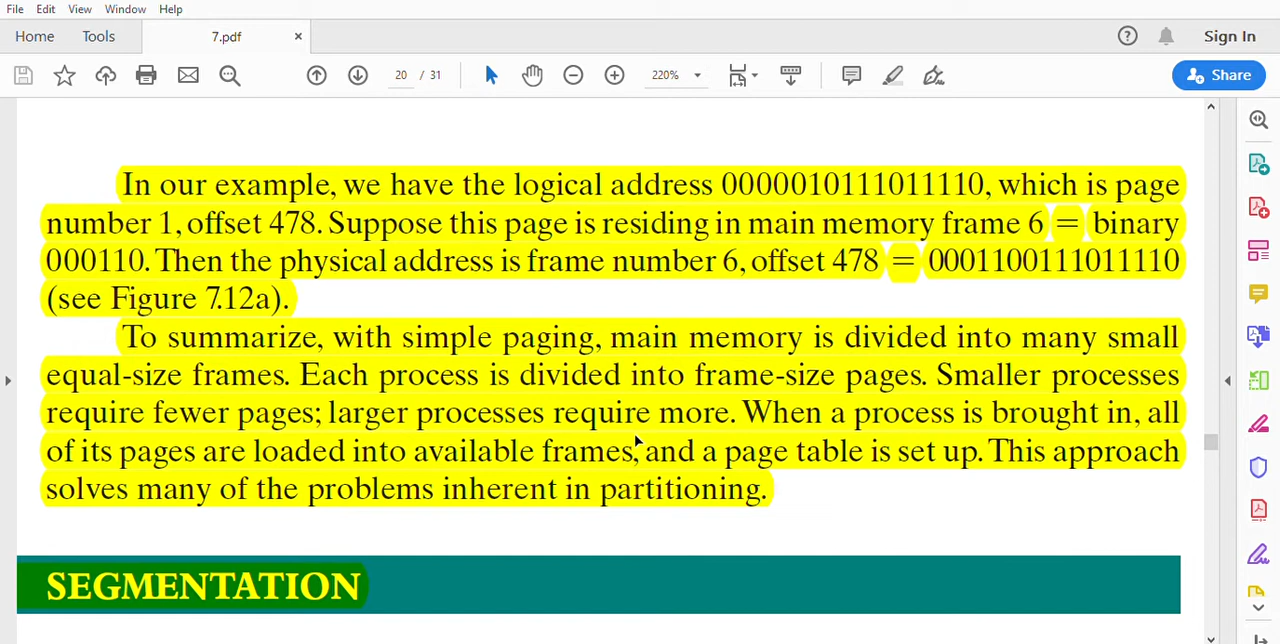 File Edit View Window Help
Home Tools 7.pdf × ? Sign In
20 / 31 220% Share
In our example, we have the logical address 0000010111011110, which is page
number 1, offset 478. Suppose this page is residing in main memory frame 6 = binary
000110. Then the physical address is frame number 6, offset 478 = 0001100111011110
(see Figure 7.12a).
To summarize, with simple paging, main memory is divided into many small
equal-size frames. Each process is divided into frame-size pages. Smaller processes
require fewer pages; larger processes require more. When a process is brought in, all
of its pages are loaded into available frames, and a page table is set up. This approach
solves many of the problems inherent in partitioning.
SEGMENTATION